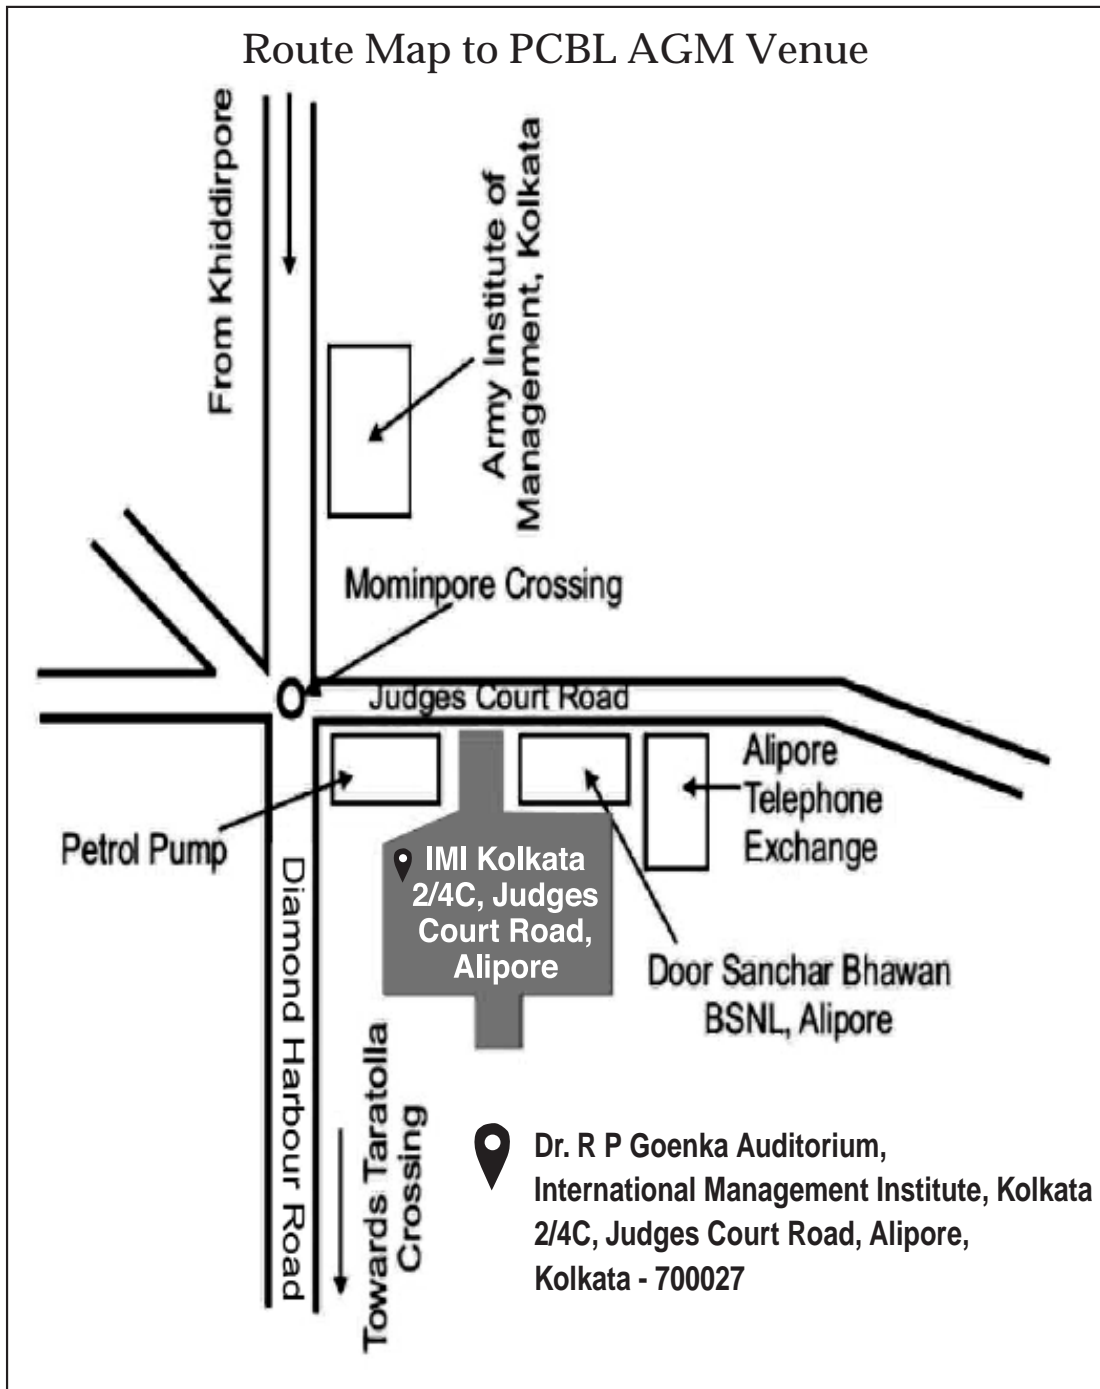 Route Map to PCBL AGM Venue
From Khiddirpore
Army Institute of
Management, Kolkata
Mominpore Crossing
Judges Court Road
Alipore
Telephone
Exchange
Petrol Pump
IMI Kolkata
2/4C, Judges
Court Road,
Alipore
Door Sanchar Bhawan
BSNL, Alipore
Diamond Harbour Road
Towards Taratolla
Crossing
Dr. R P Goenka Auditorium,
International Management Institute, Kolkata
2/4C, Judges Court Road, Alipore,
Kolkata - 700027